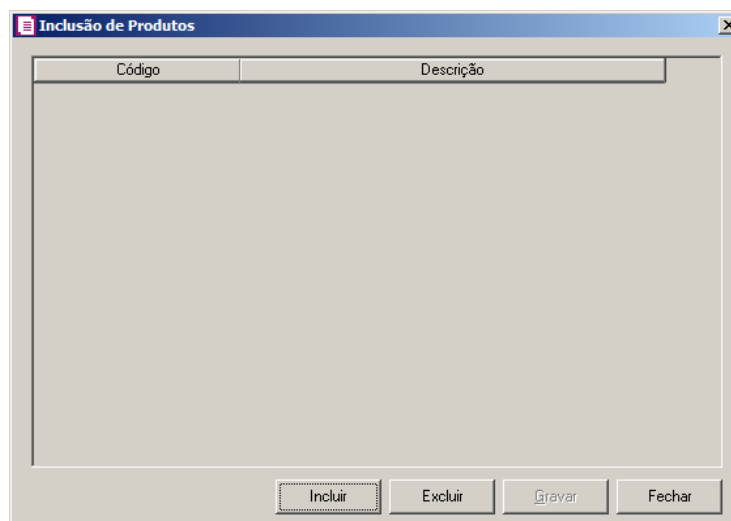 Inclusão de Produtos
Código Descrição
Incluir Excluir Gravar Fechar